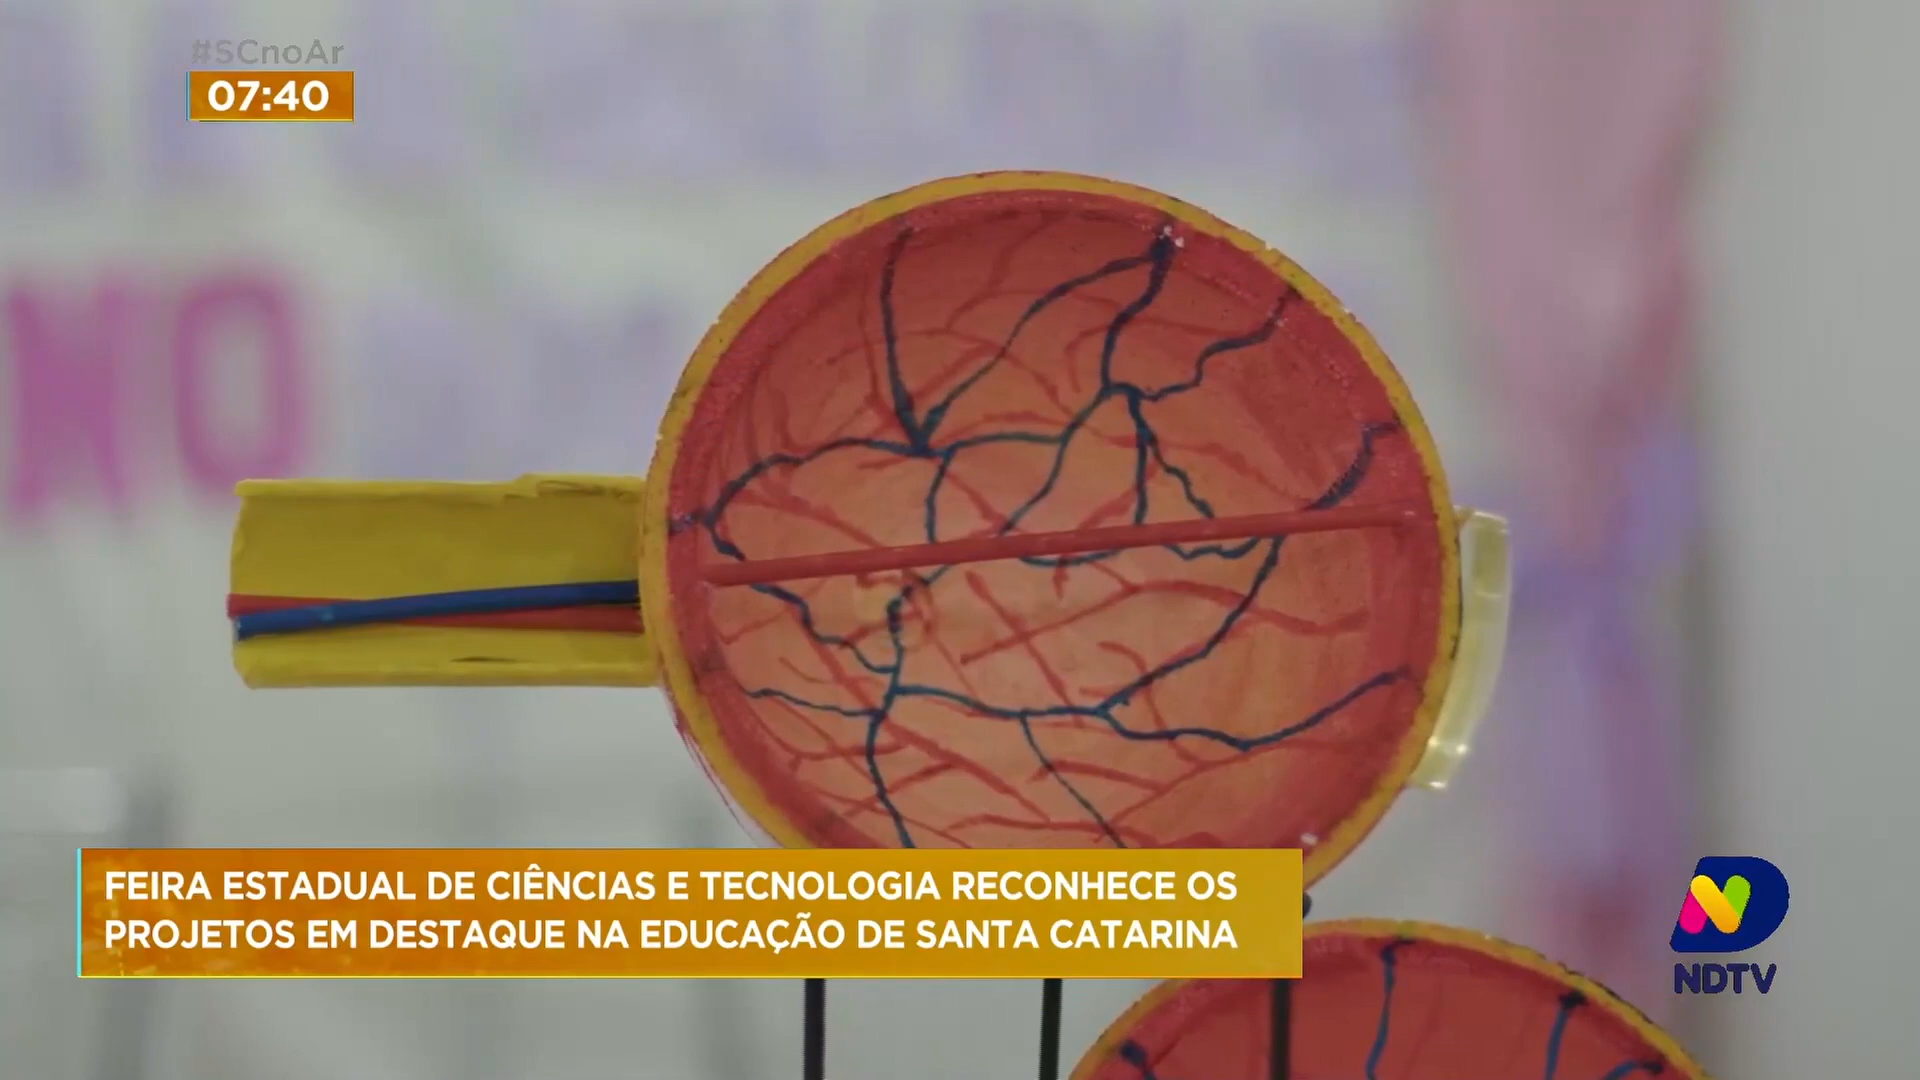 #SCnoAr
07:40
NO
FEIRA ESTADUAL DE CIÊNCIAS E TECNOLOGIA RECONHECE OS
PROJETOS EM DESTAQUE NA EDUCAÇÃO DE SANTA CATARINA
NDTV